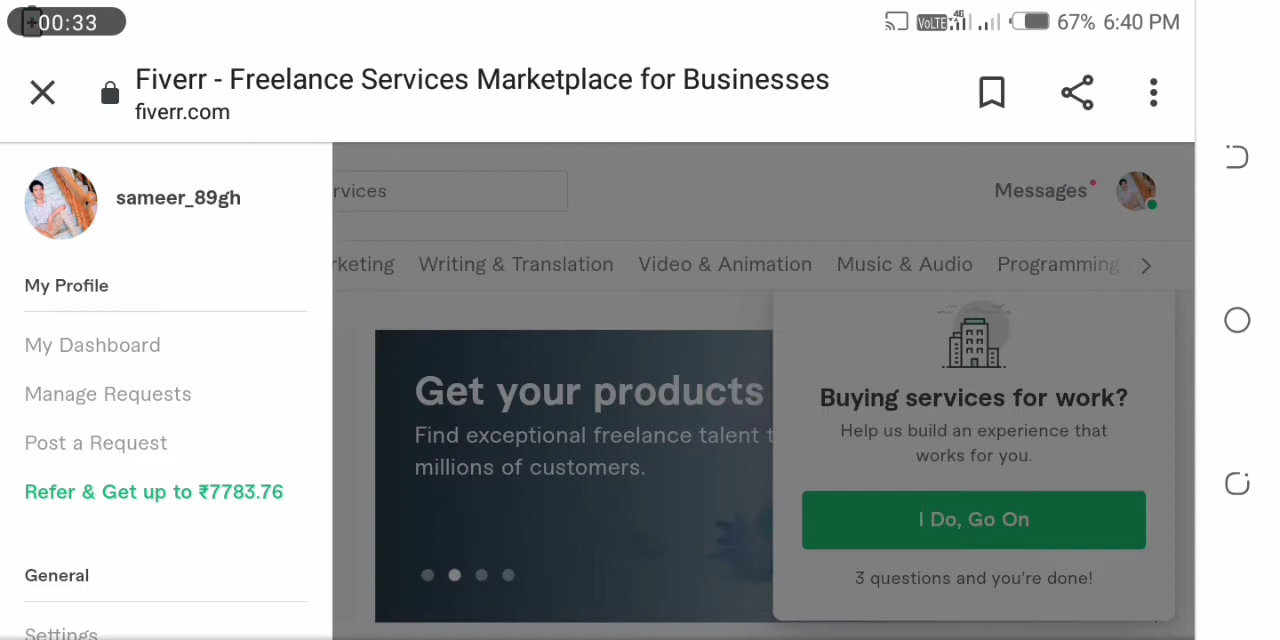 00:33
VoLTE 4G 67% 6:40 PM
Fiverr - Freelance Services Marketplace for Businesses
fiverr.com
sameer_89gh
rvices
Messages
My Profile
rketing Writing & Translation Video & Animation Music & Audio Programming
My Dashboard
Manage Requests
Post a Request
Refer & Get up to ₹7783.76
General
Settings
Get your products
Find exceptional freelance talent t
millions of customers.
Buying services for work?
Help us build an experience that
works for you.
I Do, Go On
3 questions and you're done!